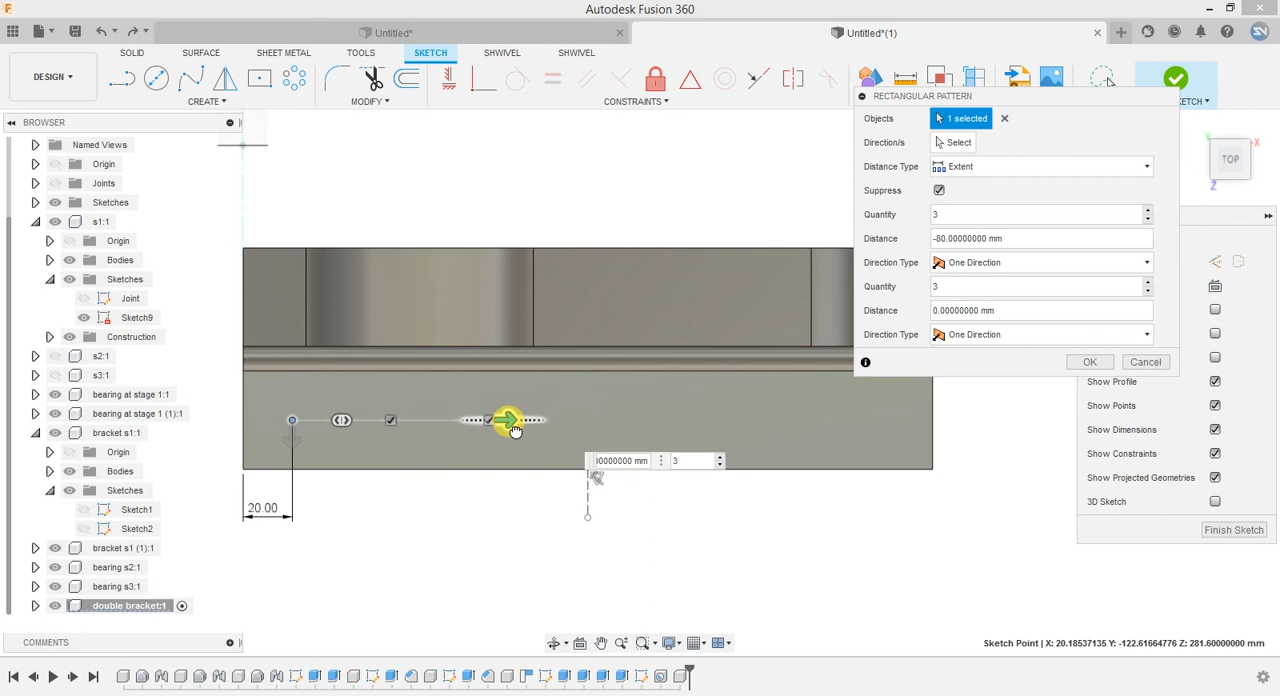 Autodesk Fusion 360
Untitled*
Untitled*(1)
SOLID SURFACE SHEET METAL TOOLS SKETCH SHWIVEL SHWIVEL
DESIGN
CREATE MODIFY CONSTRAINTS
BROWSER
Named Views
Origin
Joints
Sketches
s1:1
Origin
Bodies
Sketches
Joint
Sketch9
Construction
s2:1
s3:1
bearing at stage 1:1
bearing at stage 1 (1):1
bracket s1:1
Origin
Bodies
Sketches
Sketch1
Sketch2
bracket s1 (1):1
bearing s2:1
bearing s3:1
double bracket:1
COMMENTS
20.00
3
RECTANGULAR PATTERN
Objects 1 selected
Direction/s Select
Distance Type Extent
Suppress
Quantity 3
Distance -80.00000000 mm
Direction Type One Direction
Quantity 3
Distance 0.00000000 mm
Direction Type One Direction
OK Cancel
TOP
X
Y
Z
Show Profile
Show Points
Show Dimensions
Show Constraints
Show Projected Geometries
3D Sketch
Finish Sketch
Sketch Point | X: 20.18537135 Y: -122.61664776 Z: 281.60000000 mm